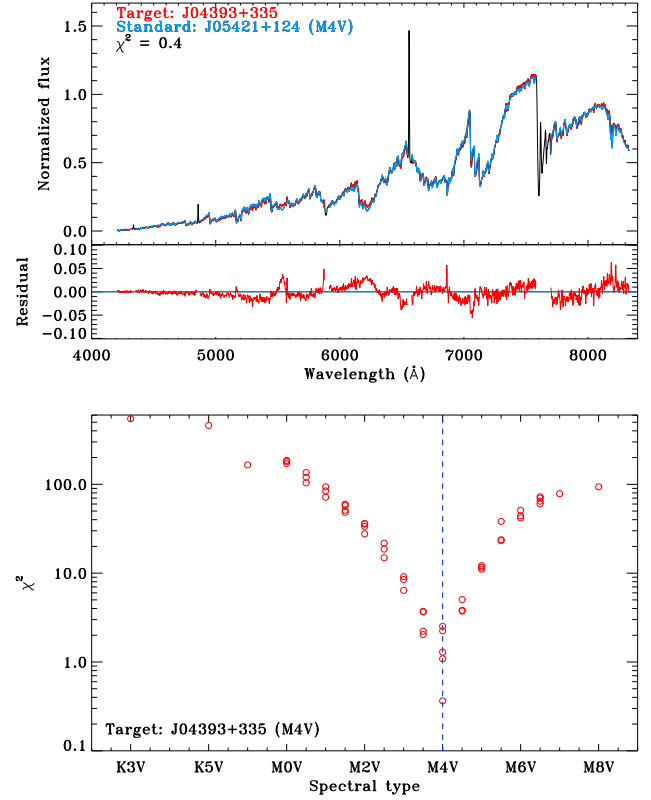 Target: J04393+335
Standard: J05421+124 (M4V)
χ² = 0.4
Normalized flux
1.5
1.0
0.5
0.0
Residual
0.10
0.05
0.00
−0.05
−0.10
4000 5000 6000 7000 8000
Wavelength (Å)
χ²
100.0
10.0
1.0
0.1
Target: J04393+335 (M4V)
K3V K5V M0V M2V M4V M6V M8V
Spectral type